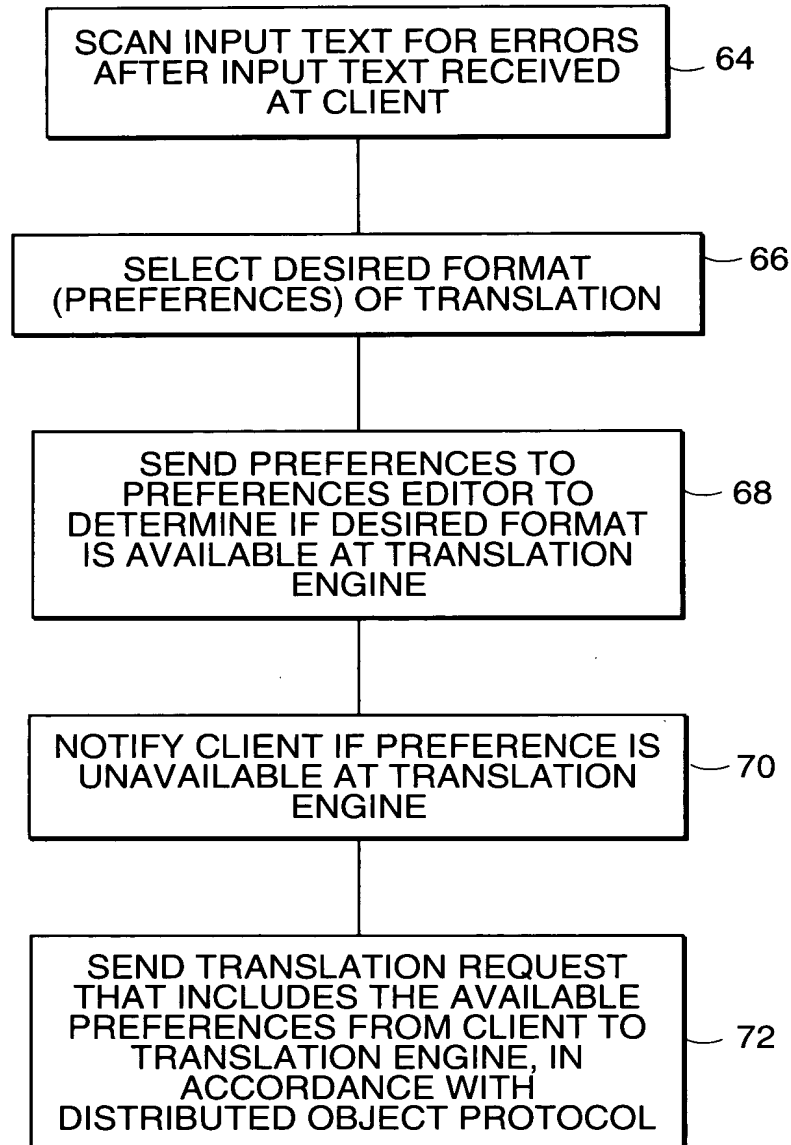 SCAN INPUT TEXT FOR ERRORS
AFTER INPUT TEXT RECEIVED
AT CLIENT
64
SELECT DESIRED FORMAT
(PREFERENCES) OF TRANSLATION
66
SEND PREFERENCES TO
PREFERENCES EDITOR TO
DETERMINE IF DESIRED FORMAT
IS AVAILABLE AT TRANSLATION
ENGINE
68
NOTIFY CLIENT IF PREFERENCE IS
UNAVAILABLE AT TRANSLATION
ENGINE
70
SEND TRANSLATION REQUEST
THAT INCLUDES THE AVAILABLE
PREFERENCES FROM CLIENT TO
TRANSLATION ENGINE, IN
ACCORDANCE WITH
DISTRIBUTED OBJECT PROTOCOL
72